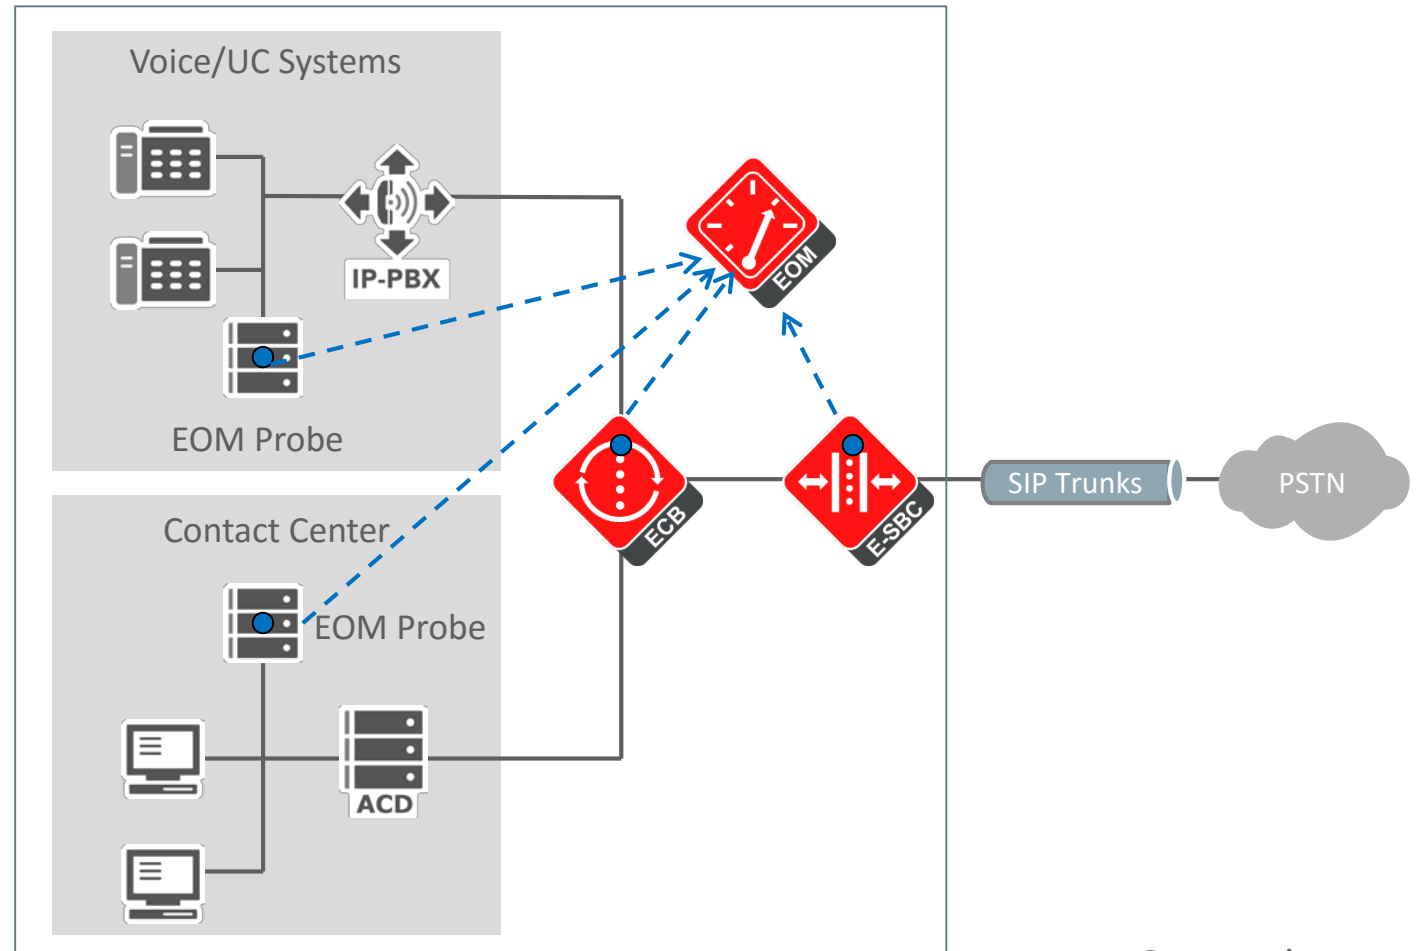 Voice/UC Systems
IP-PBX
EOM
EOM Probe
Contact Center
EOM Probe
ACD
ECB
E-SBC
SIP Trunks
PSTN